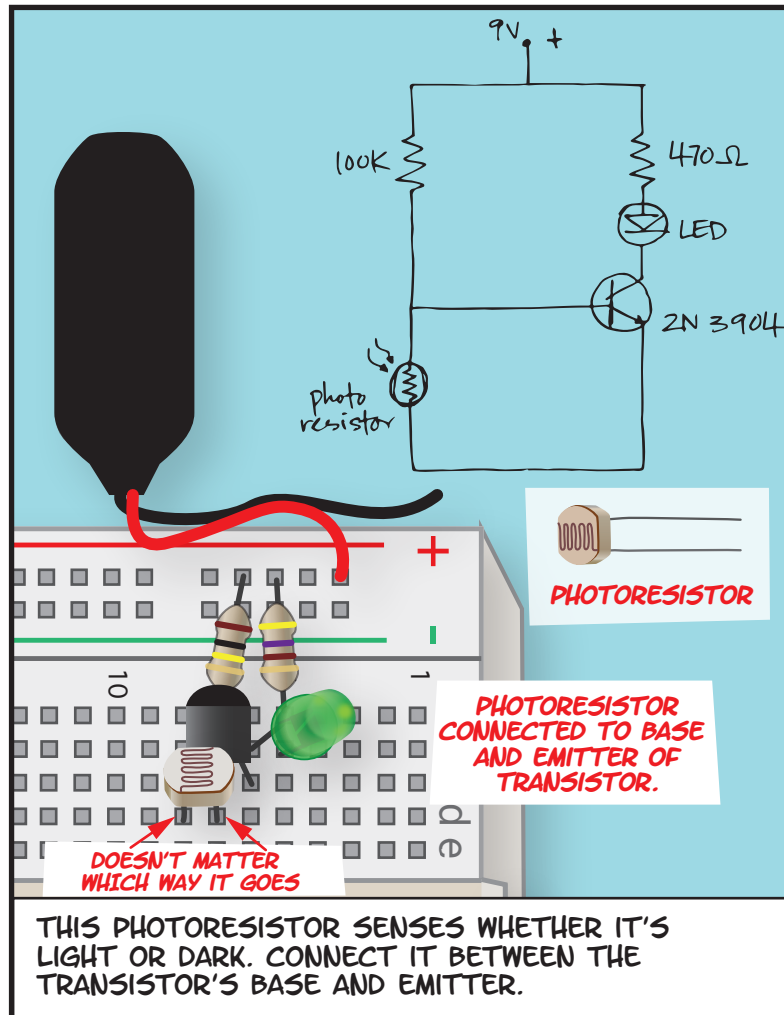 9V +
100K
470Ω
LED
2N 3904
photo
resistor
+
-
PHOTORESISTOR
10
1
PHOTORESISTOR
CONNECTED TO BASE
AND EMITTER OF
TRANSISTOR.
d
e
DOESN'T MATTER
WHICH WAY IT GOES
THIS PHOTORESISTOR SENSES WHETHER IT'S
LIGHT OR DARK. CONNECT IT BETWEEN THE
TRANSISTOR'S BASE AND EMITTER.